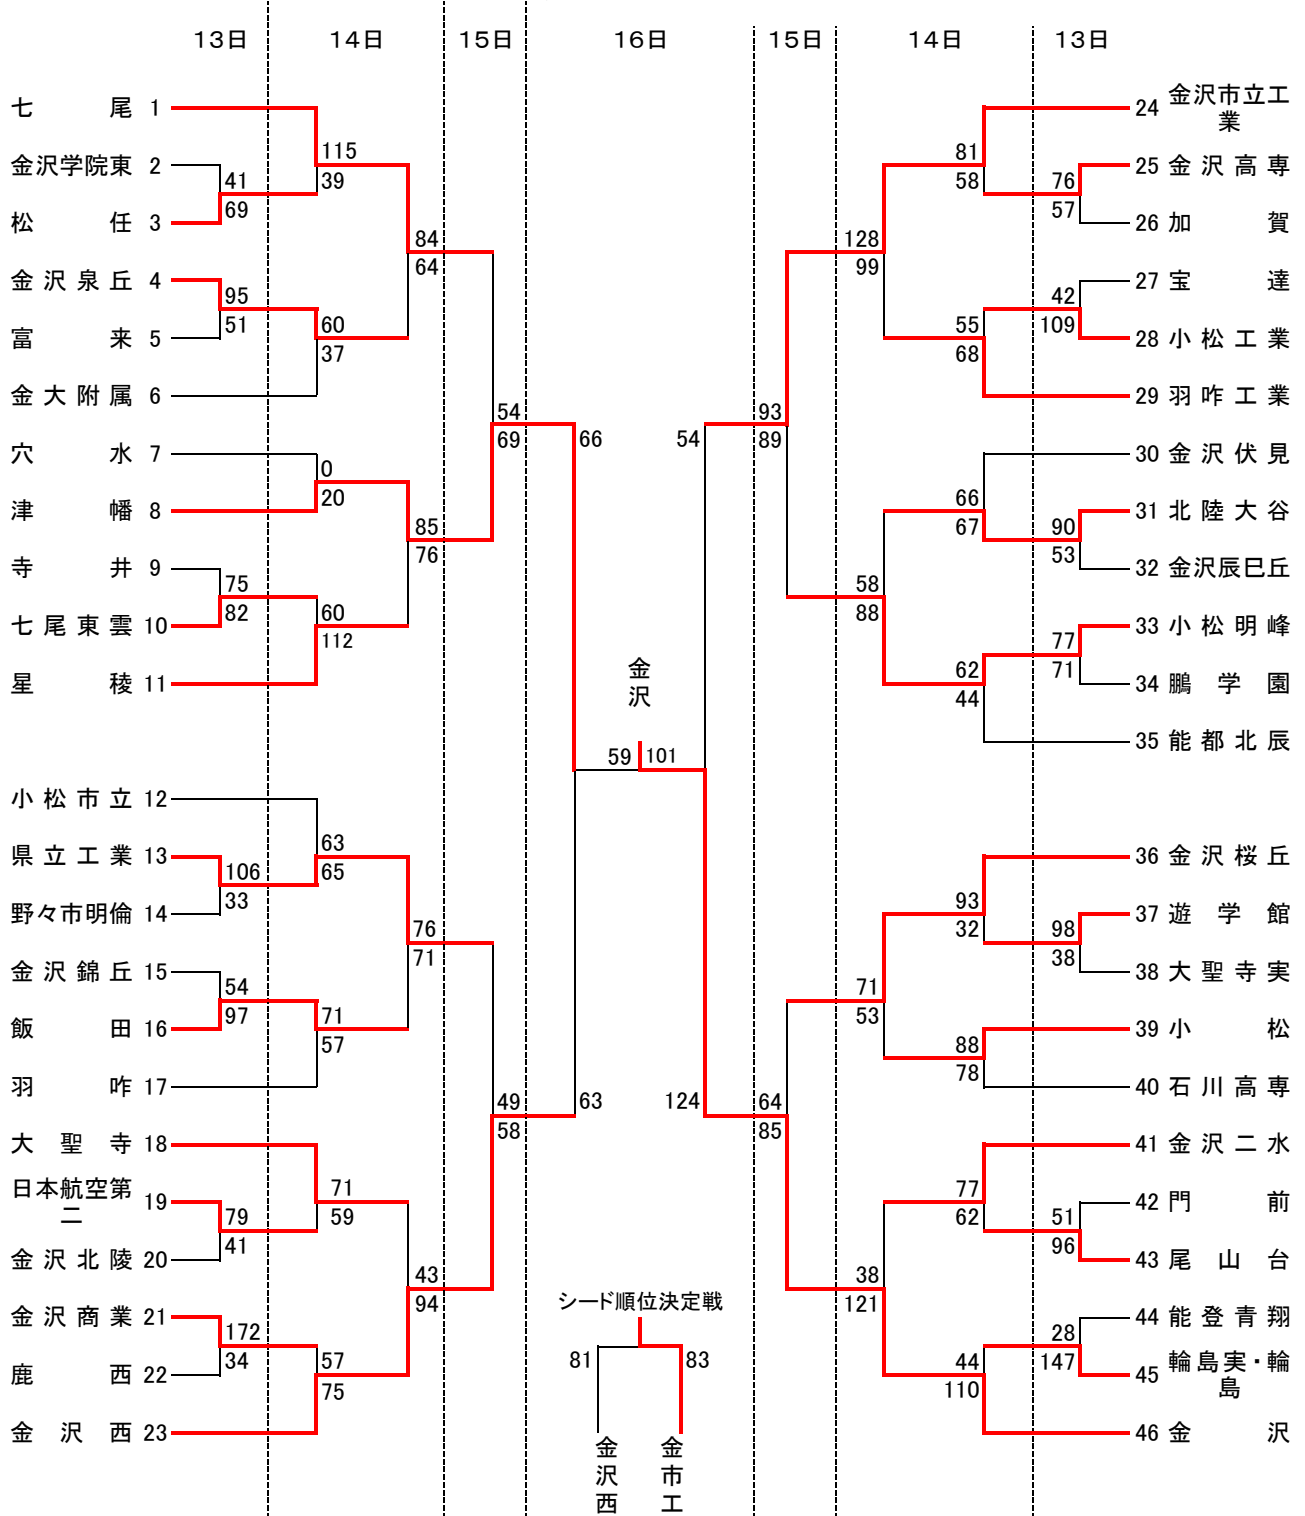 13日 14日 15日 16日 15日 14日 13日
七尾 1
金沢学院東 2
松任 3
金沢泉丘 4
富来 5
金大附属 6
穴水 7
津幡 8
寺井 9
七尾東雲 10
星稜 11
小松市立 12
県立工業 13
野々市明倫 14
金沢錦丘 15
飯田 16
羽咋 17
大聖寺 18
日本航空第
二
19
金沢北陵 20
金沢商業 21
鹿西 22
金沢西 23
41
69
95
51
75
82
106
33
54
97
79
41
172
34
115
39
60
37
0
20
60
112
63
65
71
57
71
59
57
75
84
64
85
76
76
71
43
94
54
69
49
58
66
63
金沢
59 101
54
124
93
89
64
85
128
99
58
88
71
53
38
121
81
58
55
68
66
67
62
44
93
32
88
78
77
62
44
110
76
57
42
109
90
53
77
71
98
38
51
96
28
147
24 金沢市立工
業
25 金沢高専
26 加賀
27 宝達
28 小松工業
29 羽咋工業
30 金沢伏見
31 北陸大谷
32 金沢辰巳丘
33 小松明峰
34 鵬学園
35 能都北辰
36 金沢桜丘
37 遊学館
38 大聖寺実
39 小松
40 石川高専
41 金沢二水
42 門前
43 尾山台
44 能登青翔
45 輪島実・輪
島
46 金沢
シード順位決定戦
81 83
金沢西
金市工